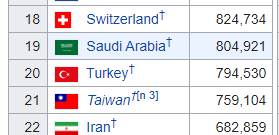 18 Switzerland† 824,734
19 Saudi Arabia† 804,921
20 Turkey† 794,530
21 Taiwan†[n 3] 759,104
22 Iran† 682,859